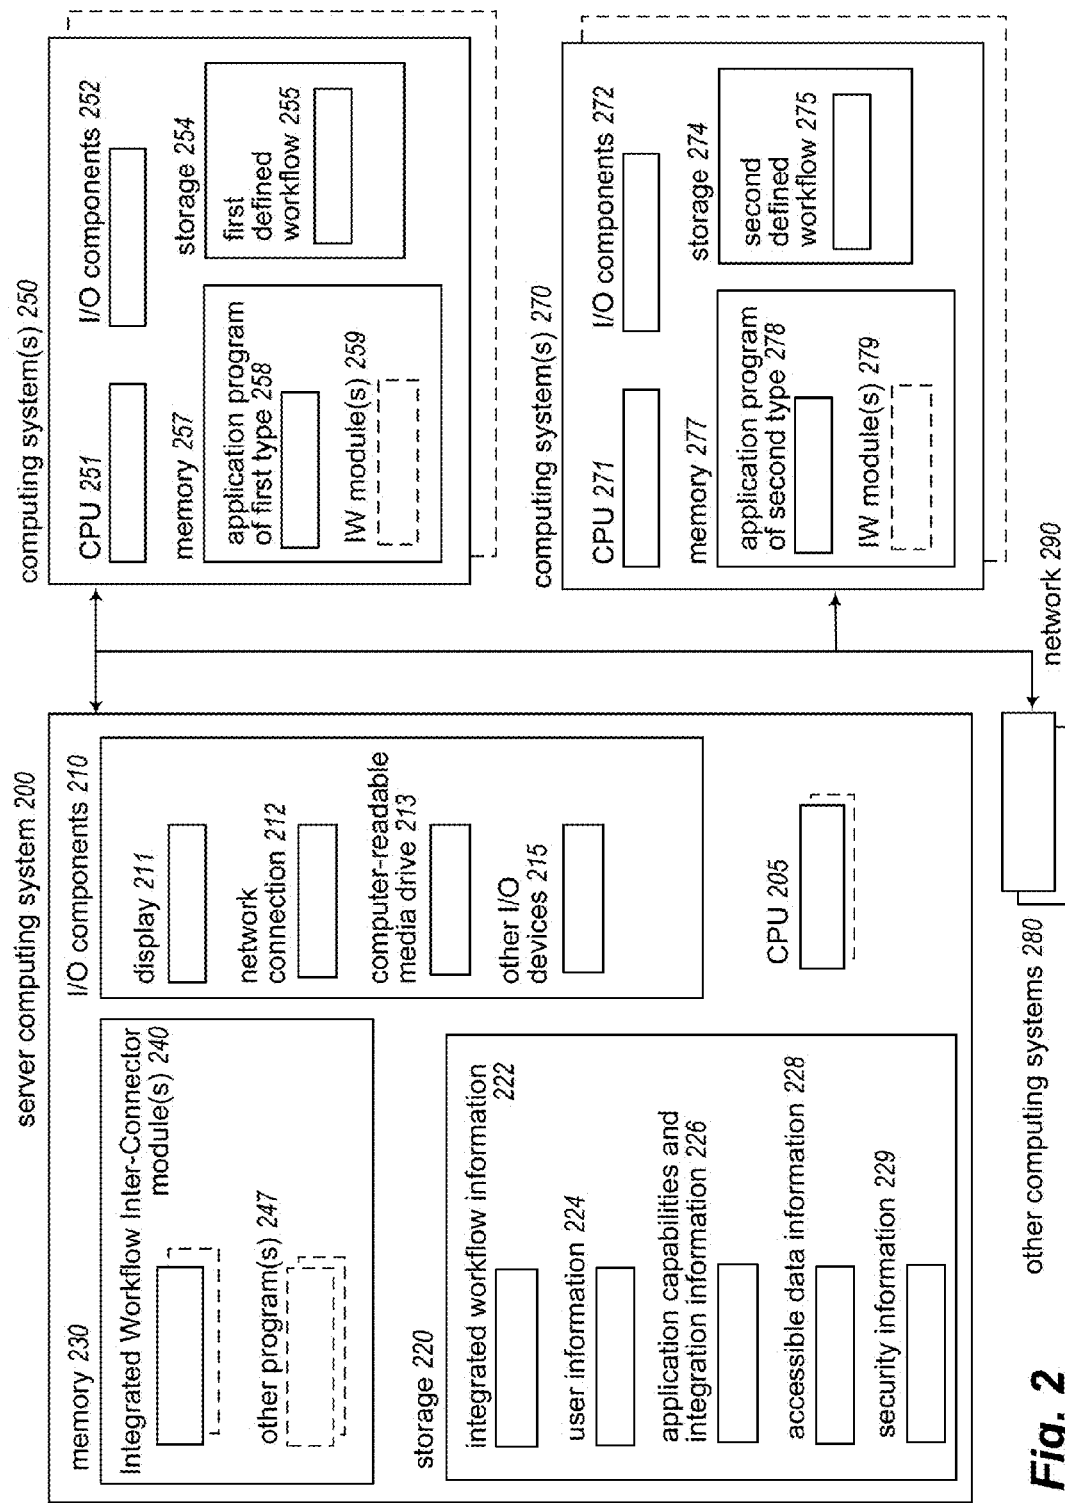 server computing system 200
memory 230
Integrated Workflow Inter-Connector
module(s) 240
other program(s) 247
I/O components 210
display 211
network
connection 212
computer-readable
media drive 213
other I/O
devices 215
storage 220
integrated workflow information
222
user information 224
application capabilities and
integration information 226
accessible data information 228
security information 229
CPU 205
computing system(s) 250
CPU 251
I/O components 252
memory 257
application program
of first type 258
IW module(s) 259
storage 254
first
defined
workflow 255
computing system(s) 270
CPU 271
I/O components 272
memory 277
application program
of second type 278
IW module(s) 279
storage 274
second
defined
workflow 275
other computing systems 280
network 290
Fig. 2